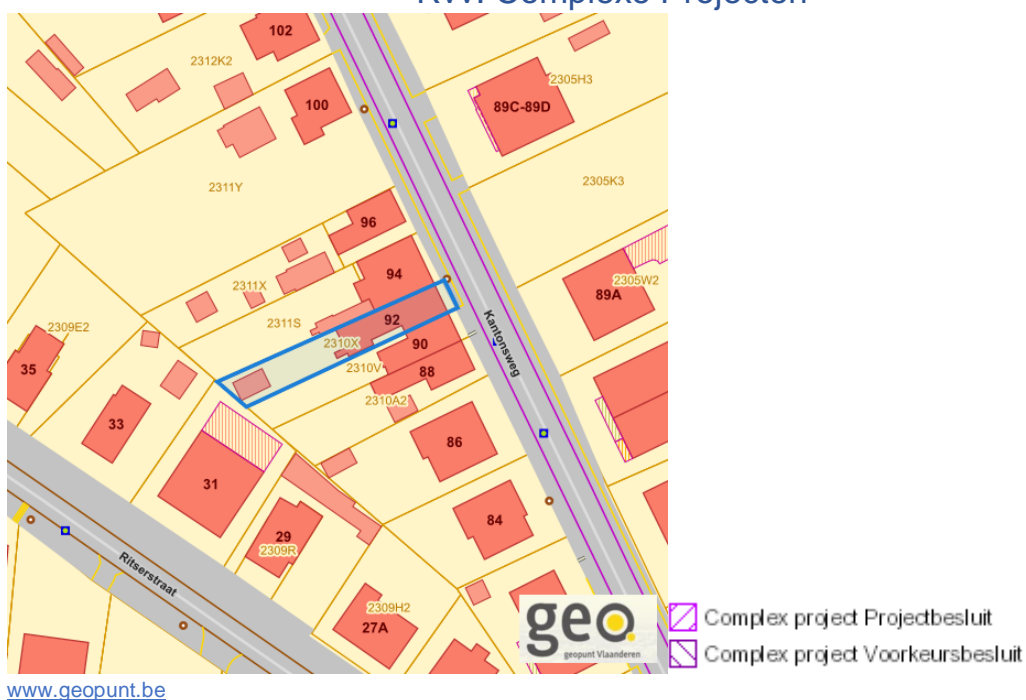 RVV: Complexe Projecten
102
2312K2
100
2305H3
89C-89D
2311Y
2305K3
96
94
2311X
2305W2
89A
2311S
92
2310X
Kantonsweg
2309E2
90
35
2310V
88
2310A2
33
86
31
84
29
2309R
Ritserstraat
2309H2
27A
geo
geopunt Vlaanderen
Complex project Projectbesluit
Complex project Voorkeursbesluit
www.geopunt.be